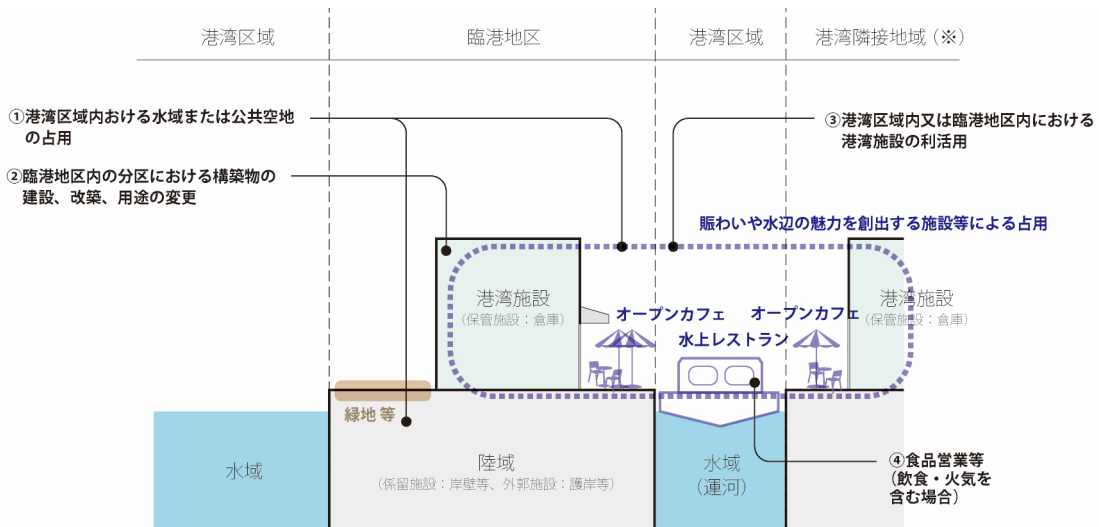 港湾区域
臨港地区
港湾区域
港湾隣接地域（※）
①港湾区域内おける水域または公共空地
の占用
③港湾区域内又は臨港地区内における
港湾施設の利活用
②臨港地区内の分区における構築物の
建設、改築、用途の変更
賑わいや水辺の魅力を創出する施設等による占用
港湾施設
（保管施設：倉庫）
オープンカフェ
オープンカフェ
水上レストラン
港湾施設
（保管施設：倉庫）
緑地 等
水域
陸域
（係留施設：岸壁等、外郭施設：護岸等）
水域
（運河）
④食品営業等
（飲食・火気を
含む場合）